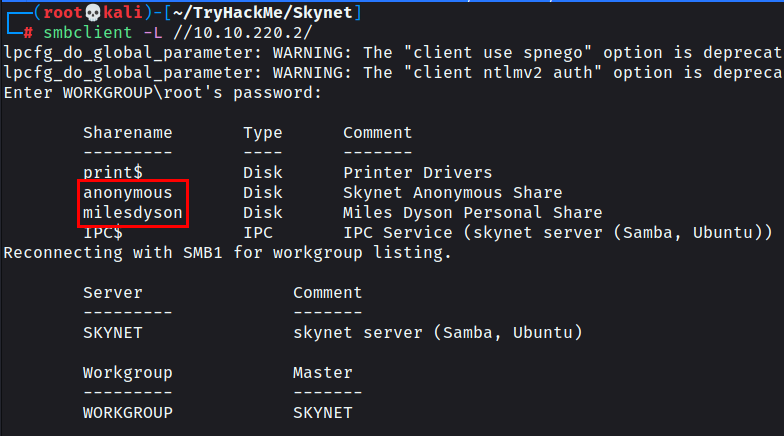 (root💀kali)-[~/TryHackMe/Skynet]
# smbclient -L //10.10.220.2/
lpcfg_do_global_parameter: WARNING: The "client use spnego" option is depreca
lpcfg_do_global_parameter: WARNING: The "client ntlmv2 auth" option is depreca
Enter WORKGROUP\root's password:
Sharename Type Comment
--------- ---- -------
print$ Disk Printer Drivers
anonymous Disk Skynet Anonymous Share
milesdyson Disk Miles Dyson Personal Share
IPC$ IPC IPC Service (skynet server (Samba, Ubuntu))
Reconnecting with SMB1 for workgroup listing.
Server Comment
--------- -------
SKYNET skynet server (Samba, Ubuntu)
Workgroup Master
--------- -------
WORKGROUP SKYNET